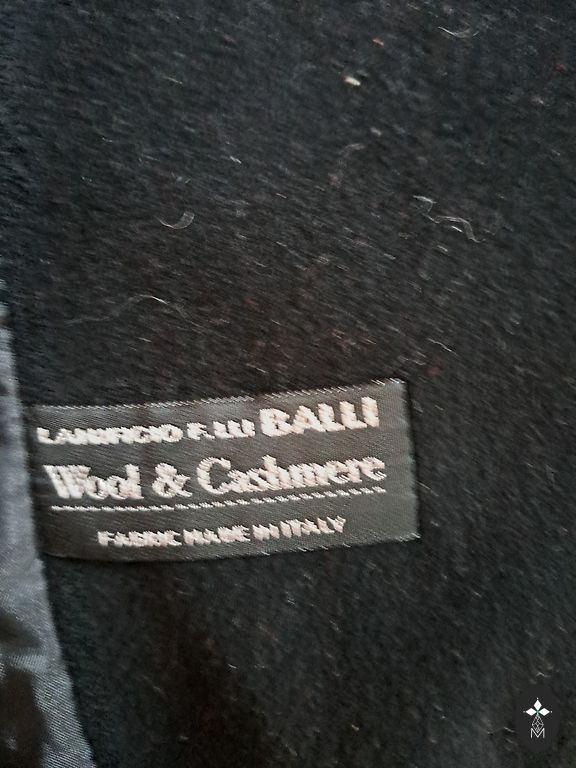 LANIFICIO F.LLI BALLI
Wool & Cashmere
FABRIC MADE IN ITALY